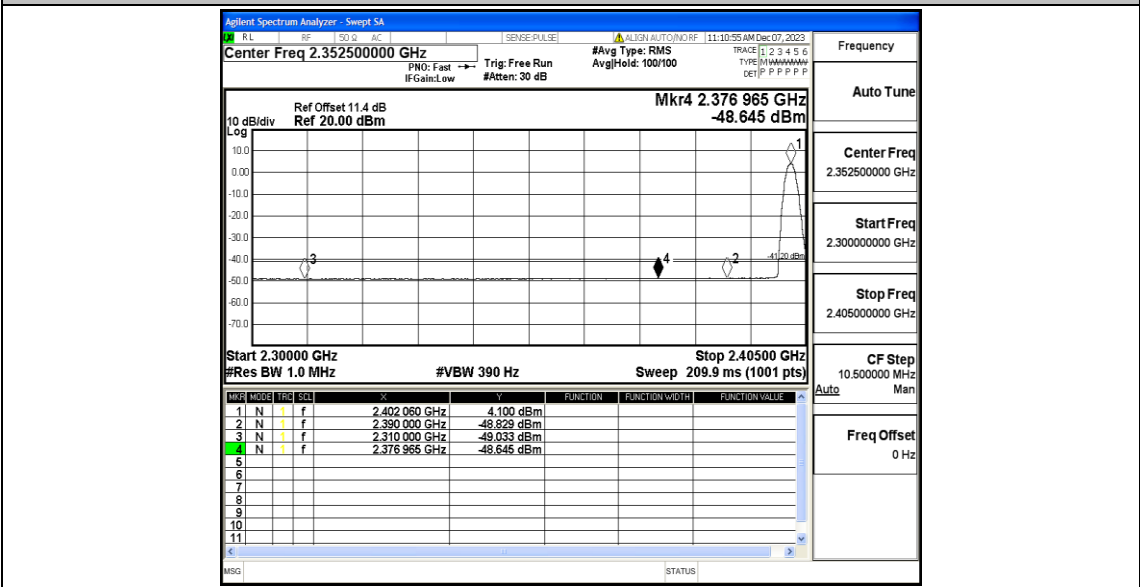 Agilent Spectrum Analyzer - Swept SA
RL RF 50 Ω AC SENSE:PULSE ALIGN AUTO/NO RF 11:10:55 AM Dec 07, 2023
Center Freq 2.352500000 GHz
PNO: Fast
IFGain:Low
Trig: Free Run
#Atten: 30 dB
#Avg Type: RMS
Avg|Hold: 100/100
TRACE 1 2 3 4 5 6
TYPE M
DET P P P P P P
Frequency
Auto Tune
Center Freq
2.352500000 GHz
Start Freq
2.300000000 GHz
Stop Freq
2.405000000 GHz
CF Step
10.500000 MHz
Auto Man
Freq Offset
0 Hz
Mkr4 2.376 965 GHz
-48.645 dBm
Ref Offset 11.4 dB
10 dB/div Ref 20.00 dBm
Log
10.0
0.00
-10.0
-20.0
-30.0
-40.0
-50.0
-60.0
-70.0
1
2
3
4
-41.20 dBm
Start 2.30000 GHz Stop 2.40500 GHz
#Res BW 1.0 MHz #VBW 390 Hz Sweep 209.9 ms (1001 pts)
MKR MODE TRC SCL X Y FUNCTION FUNCTION WIDTH FUNCTION VALUE
1 N 1 f 2.402 060 GHz 4.100 dBm
2 N 1 f 2.390 000 GHz -48.829 dBm
3 N 1 f 2.310 000 GHz -49.033 dBm
4 N 1 f 2.376 965 GHz -48.645 dBm
5
6
7
8
9
10
11
MSG STATUS